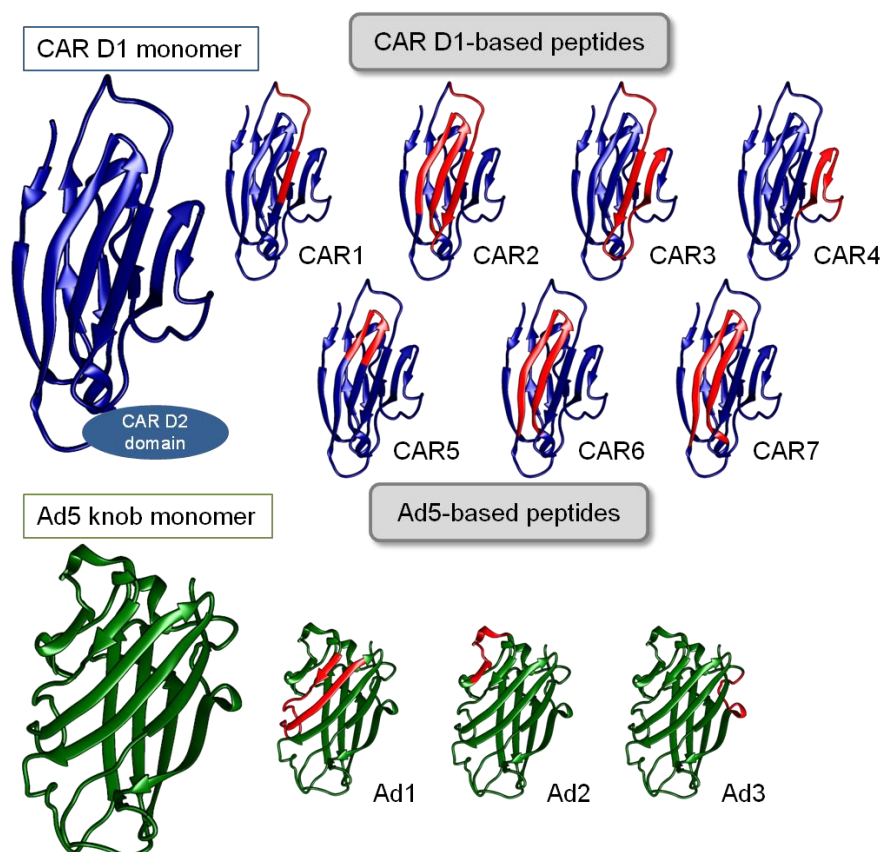 CAR D1 monomer
CAR D1-based peptides
CAR1
CAR2
CAR3
CAR4
CAR D2
domain
CAR5
CAR6
CAR7
Ad5 knob monomer
Ad5-based peptides
Ad1
Ad2
Ad3